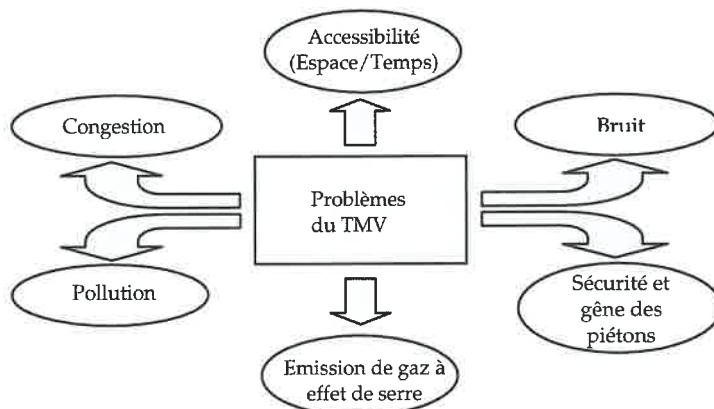 Accessibilité
(Espace/Temps)
Congestion
Bruit
Problèmes
du TMV
Pollution
Sécurité et
gêne des
piétons
Emission de gaz à
effet de serre